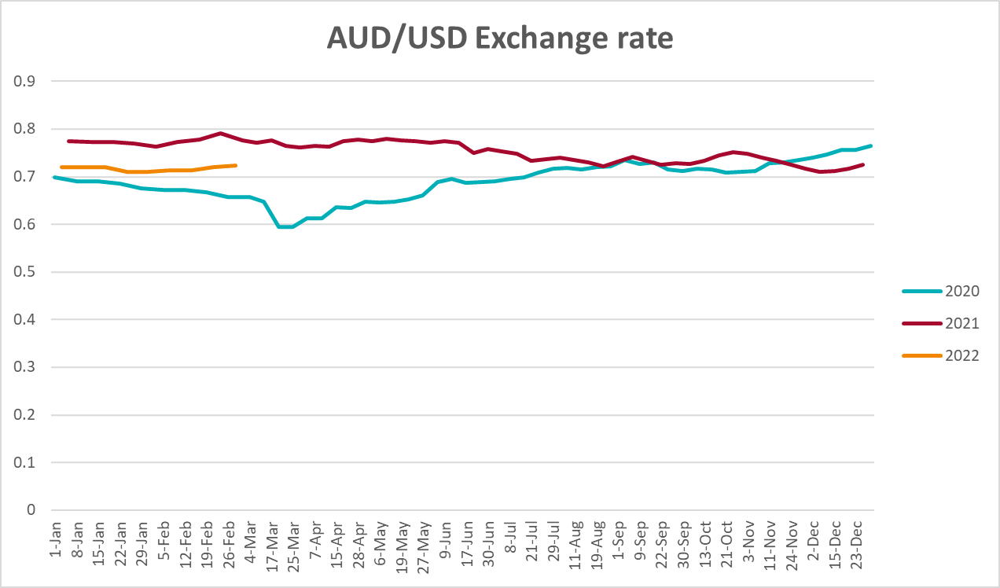 AUD/USD Exchange rate
0.9
0.8
0.7
0.6
0.5
0.4
0.3
0.2
0.1
0
1-Jan
8-Jan
15-Jan
22-Jan
29-Jan
5-Feb
12-Feb
19-Feb
26-Feb
4-Mar
17-Mar
25-Mar
7-Apr
15-Apr
28-Apr
6-May
19-May
27-May
9-Jun
17-Jun
30-Jun
8-Jul
21-Jul
29-Jul
11-Aug
19-Aug
1-Sep
9-Sep
22-Sep
30-Sep
13-Oct
21-Oct
3-Nov
11-Nov
24-Nov
2-Dec
15-Dec
23-Dec
2020
2021
2022